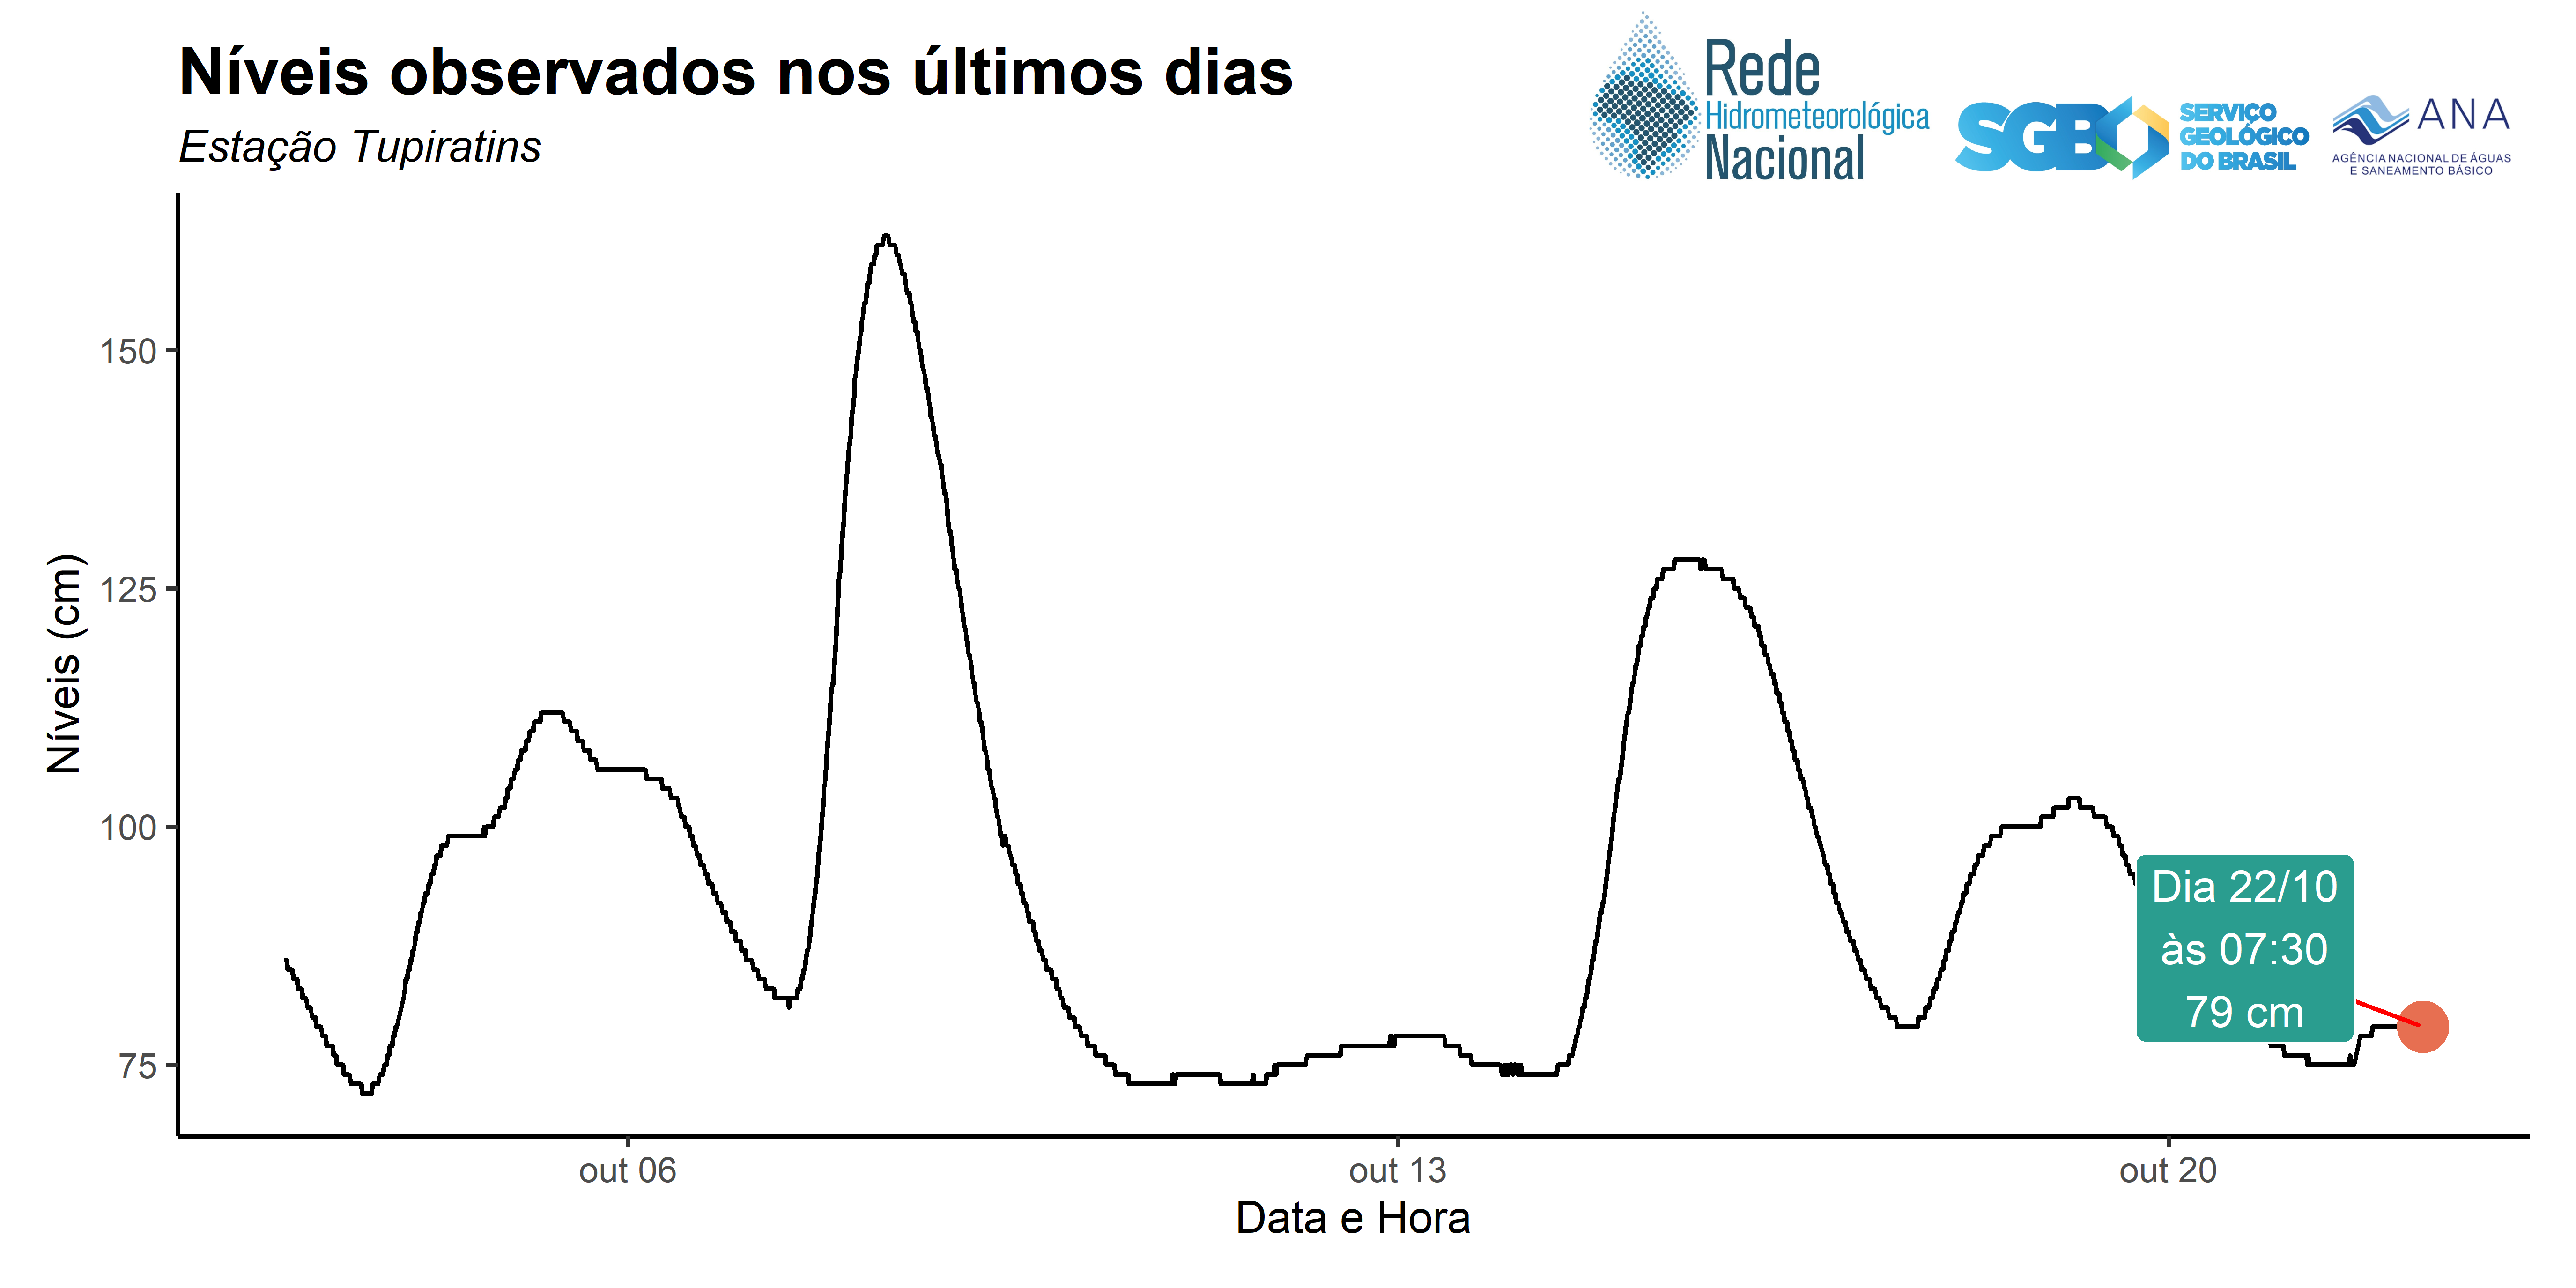 Níveis observados nos últimos dias
Estação Tupiratins
Rede
Hidrometeorológica
Nacional
SGB
SERVIÇO
GEOLÓGICO
DO BRASIL
ANA
AGÊNCIA NACIONAL DE ÁGUAS
E SANEAMENTO BÁSICO
Níveis (cm)
150
125
100
75
Dia 22/10
às 07:30
79 cm
out 06
out 13
out 20
Data e Hora